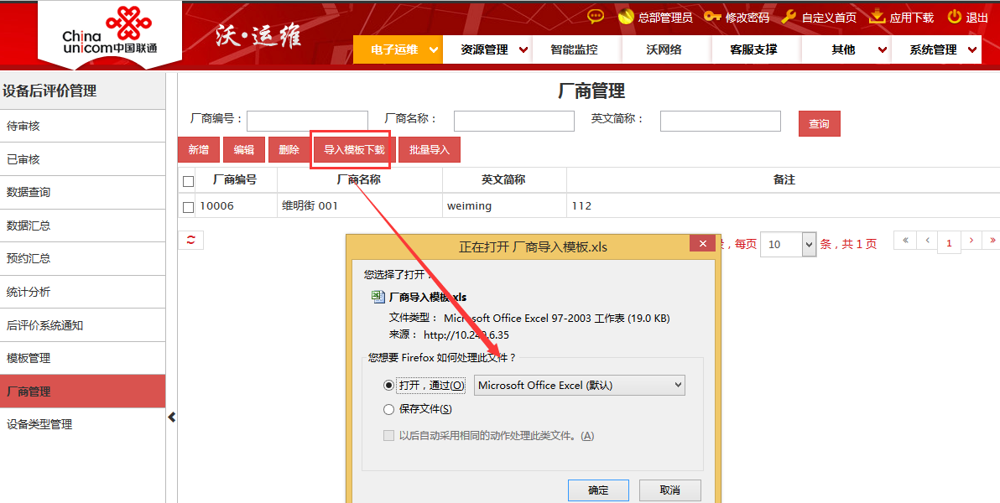 China
unicom中国联通
沃·运维
总部管理员 修改密码 自定义首页 应用下载 退出
电子运维 资源管理 智能监控 沃网络 客服支撑 其他 系统管理
设备后评价管理
待审核
已审核
数据查询
数据汇总
预约汇总
统计分析
后评价系统通知
模板管理
厂商管理
设备类型管理
厂商管理
厂商编号： 厂商名称： 英文简称： 查询
新增 编辑 删除 导入模板下载 批量导入
厂商编号 厂商名称 英文简称 备注
10006 维明街 001 weiming 112
，每页 10 条，共 1 页 « ‹ 1 › »
正在打开 厂商导入模板.xls
您选择了打开：
厂商导入模板.xls
文件类型： Microsoft Office Excel 97-2003 工作表 (19.0 KB)
来源： http://10.249.6.35
您想要 Firefox 如何处理此文件？
打开，通过(O) Microsoft Office Excel (默认)
保存文件(S)
以后自动采用相同的动作处理此类文件。(A)
确定 取消